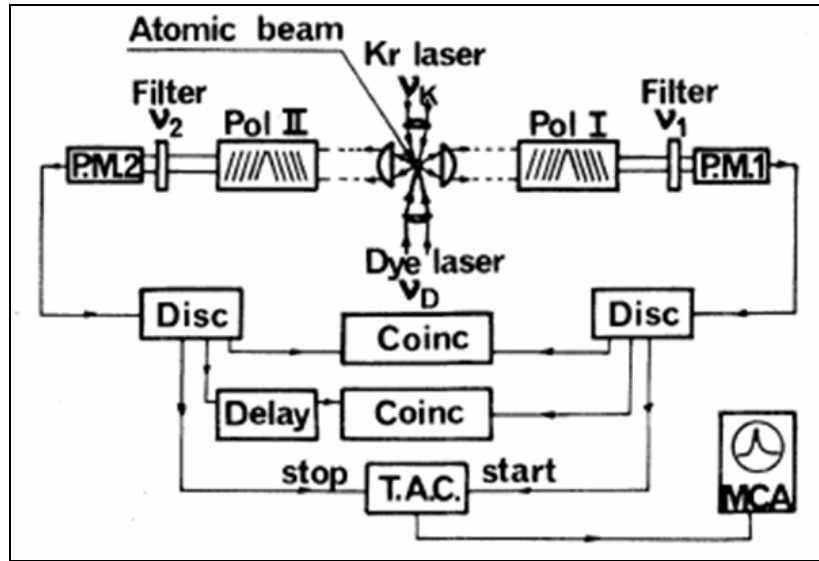 Atomic beam
Kr laser
νK
Filter
ν2
Pol II
Pol I
Filter
ν1
P.M.2
P.M.1
Dye laser
νD
Disc
Coinc
Disc
Delay
Coinc
stop
T.A.C.
start
MCA